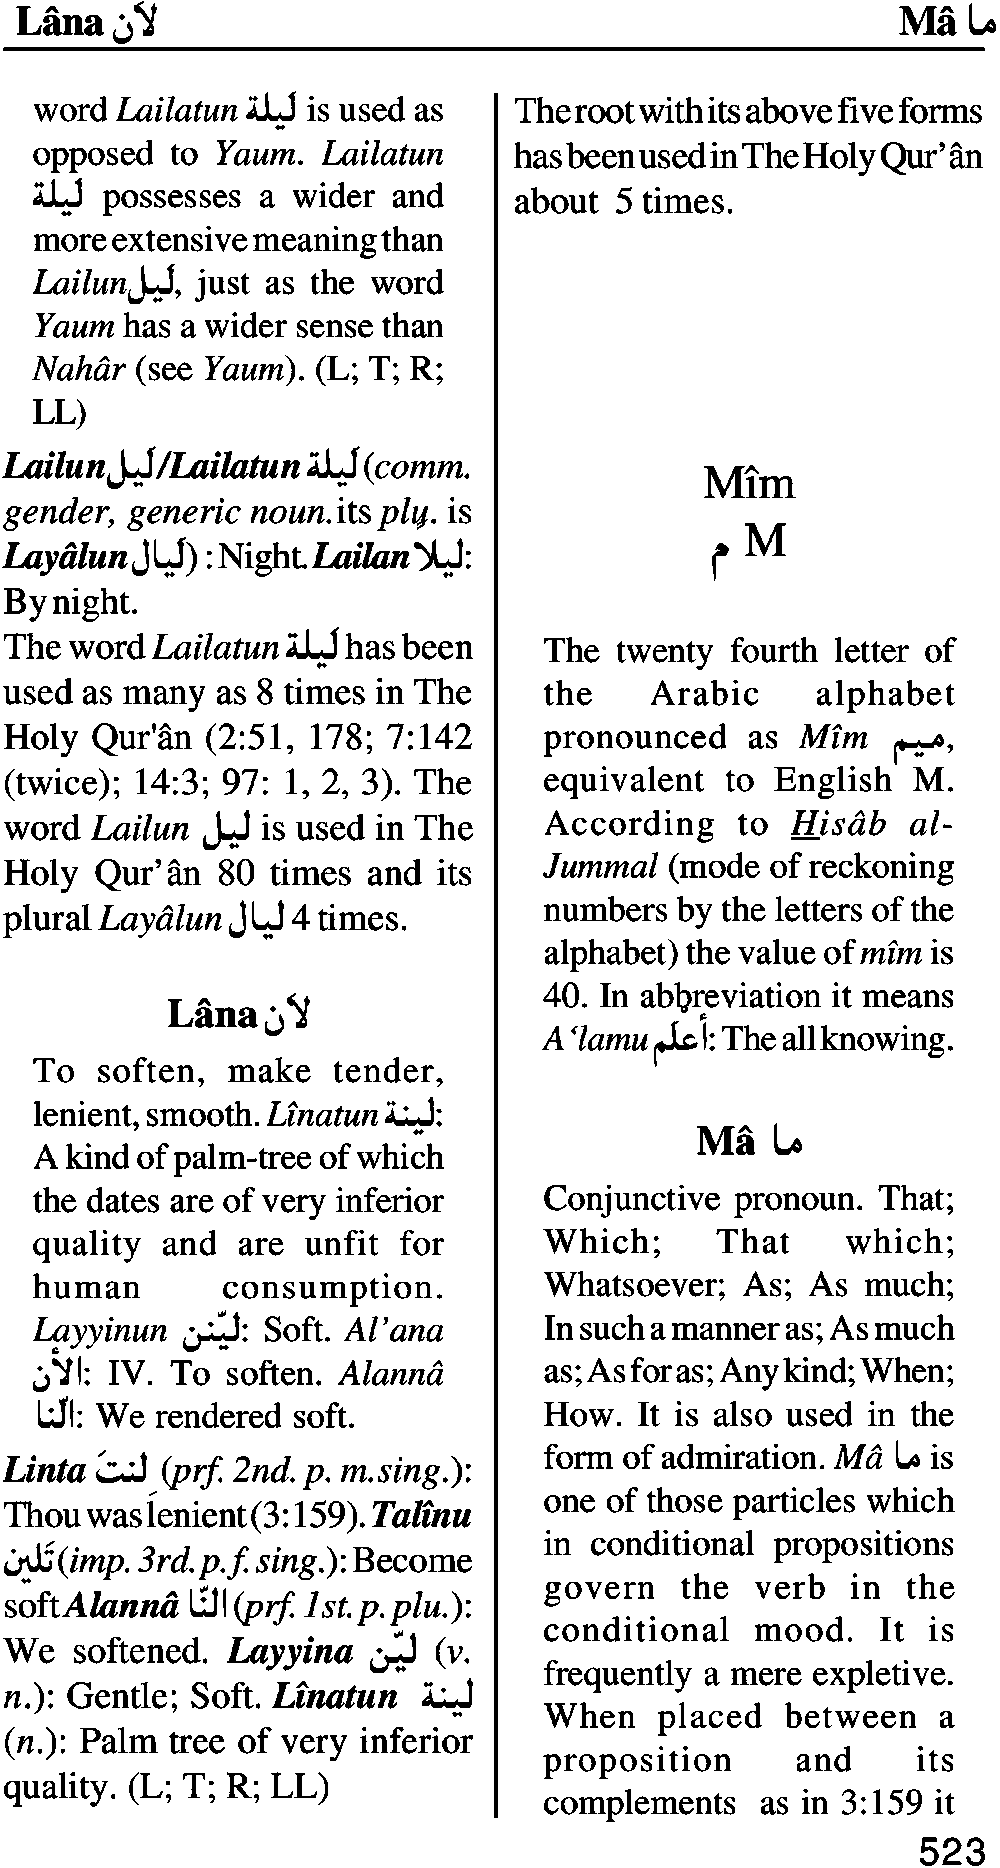 Lâna لاَن Mâ ما
word Lailatun لَيلة is used as
opposed to Yaum. Lailatun
لَيلة possesses a wider and
more extensive meaning than
Lailun لَيل, just as the word
Yaum has a wider sense than
Nahâr (see Yaum). (L; T; R;
LL)
Lailun لَيل/Lailatun لَيلة (comm.
gender, generic noun. its plu. is
Layâlun لَيال) : Night. Lailan ليلاً:
By night.
The word Lailatun لَيلة has been
used as many as 8 times in The
Holy Qur'ân (2:51, 178; 7:142
(twice); 14:3; 97: 1, 2, 3). The
word Lailun ليل is used in The
Holy Qur’ân 80 times and its
plural Layâlun ليال 4 times.
Lâna لاَن
To soften, make tender,
lenient, smooth. Lînatun لينة:
A kind of palm-tree of which
the dates are of very inferior
quality and are unfit for
human consumption.
Layyinun ليّنن: Soft. Al’ana
الأن: IV. To soften. Alannâ
النّا: We rendered soft.
Linta لنتَ (prf. 2nd. p. m. sing.):
Thou was lenient (3:159). Talînu
تَلين (imp. 3rd. p. f. sing.): Become
soft Alannâ النّا (prf. 1st. p. plu.):
We softened. Layyina ليّن (v.
n.): Gentle; Soft. Lînatun لينة
(n.): Palm tree of very inferior
quality. (L; T; R; LL)
The root with its above five forms
has been used in The Holy Qur’ân
about 5 times.
Mîm
م M
The twenty fourth letter of
the Arabic alphabet
pronounced as Mîm ميم,
equivalent to English M.
According to Hisâb al-
Jummal (mode of reckoning
numbers by the letters of the
alphabet) the value of mîm is
40. In abbreviation it means
A‘lamu أعلم: The all knowing.
Mâ ما
Conjunctive pronoun. That;
Which; That which;
Whatsoever; As; As much;
In such a manner as; As much
as; As for as; Any kind; When;
How. It is also used in the
form of admiration. Mâ ما is
one of those particles which
in conditional propositions
govern the verb in the
conditional mood. It is
frequently a mere expletive.
When placed between a
proposition and its
complements as in 3:159 it
523